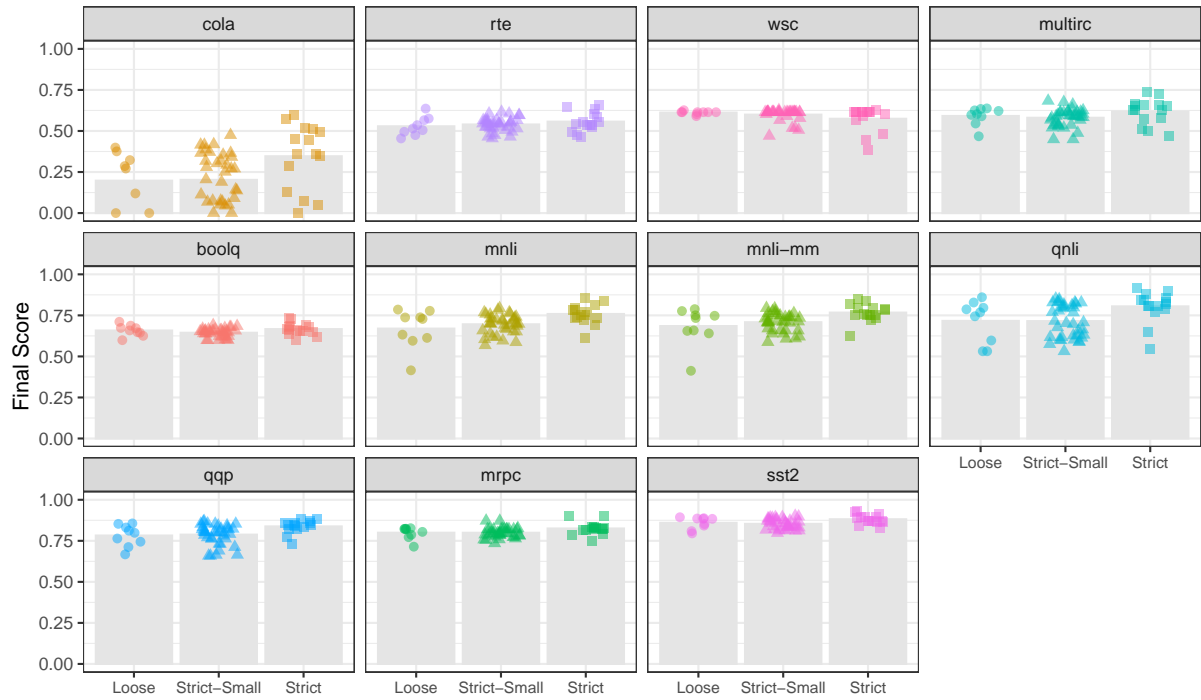 cola rte wsc multirc
1.00
0.75
0.50
0.25
0.00
boolq mnli mnli−mm qnli
1.00
0.75
0.50
0.25
0.00
Final Score
Loose Strict−Small Strict
qqp mrpc sst2
1.00
0.75
0.50
0.25
0.00
Loose Strict−Small Strict Loose Strict−Small Strict Loose Strict−Small Strict